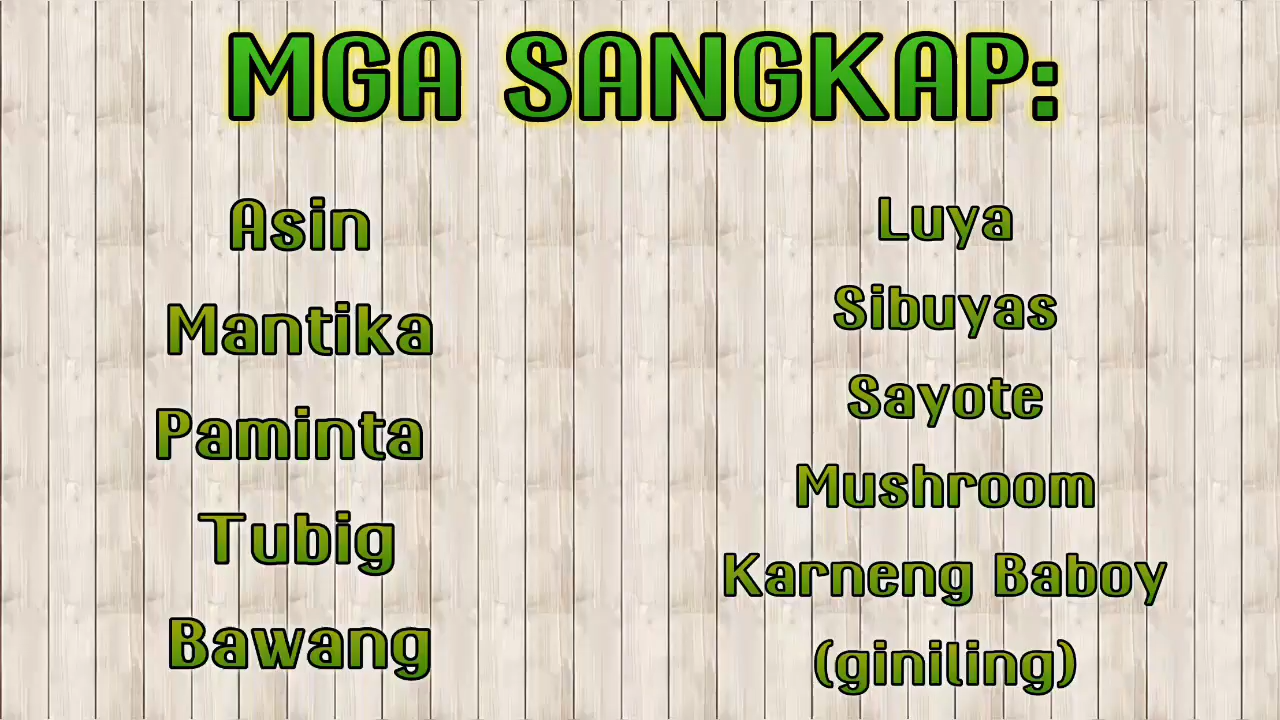 MGA SANGKAP:
Asin
Mantika
Paminta
Tubig
Bawang
Luya
Sibuyas
Sayote
Mushroom
Karneng Baboy
(giniling)